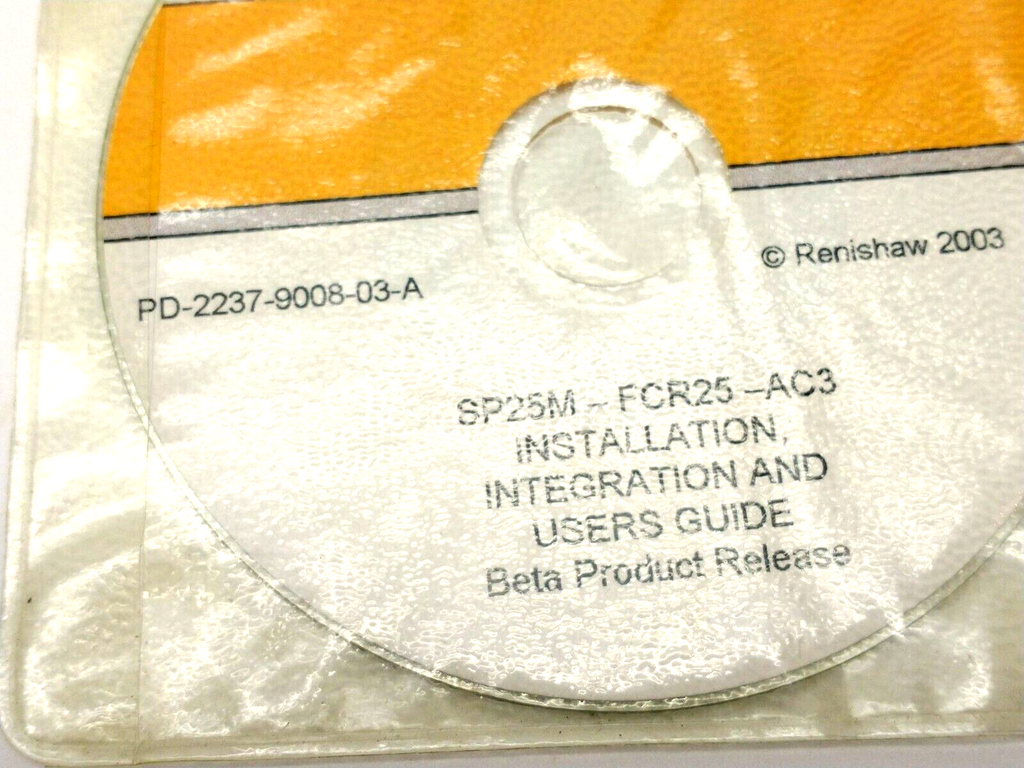 © Renishaw 2003
PD-2237-9008-03-A
SP25M – FCR25 –AC3
INSTALLATION,
INTEGRATION AND
USERS GUIDE
Beta Product Release